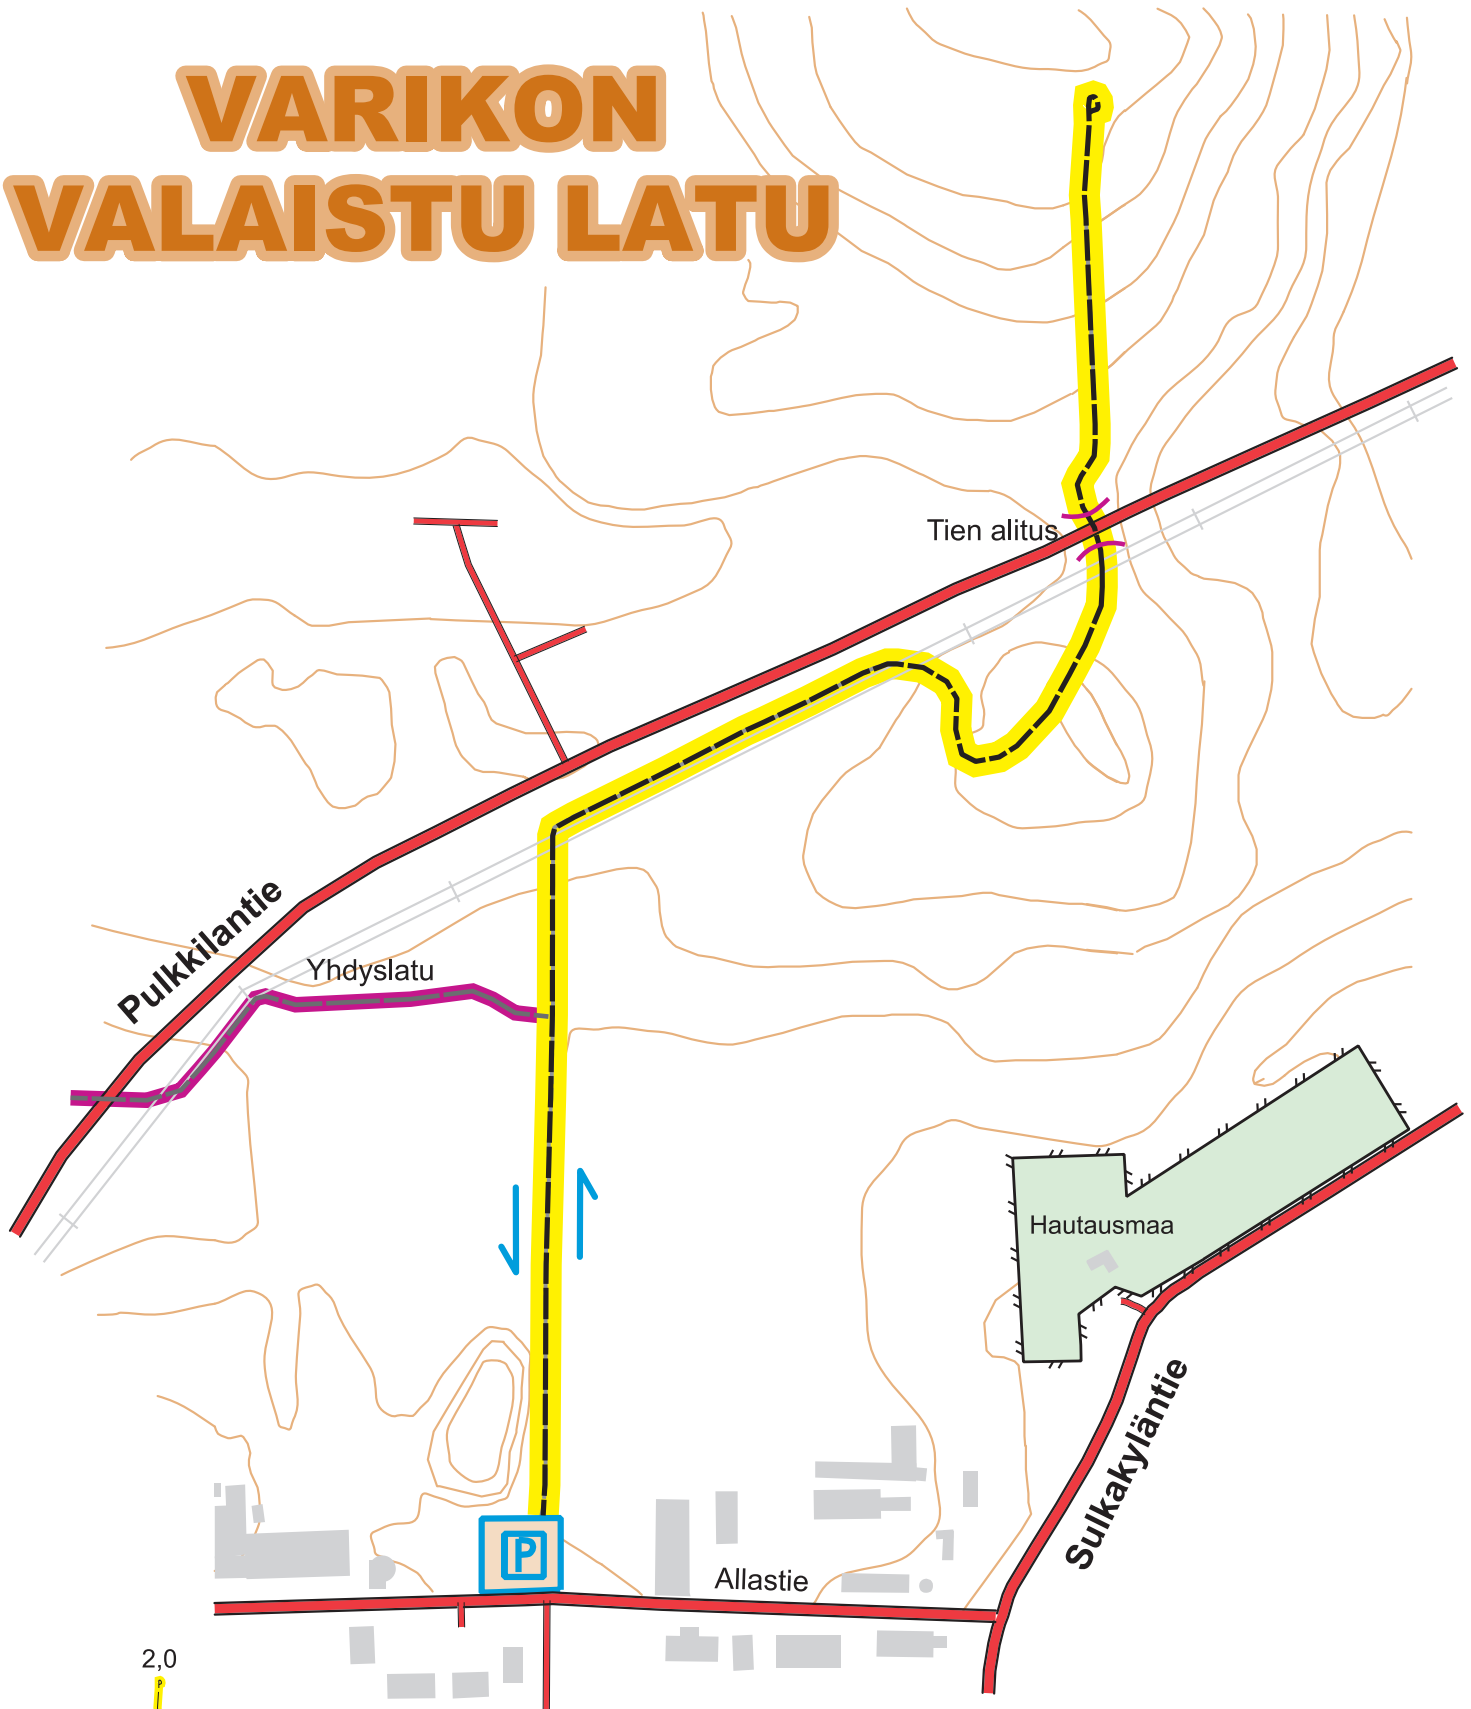 VARIKON
VALAISTU LATU
Tien alitus
Pulkkilantie
Yhdyslatu
Hautausmaa
Sulkakyläntie
P
Allastie
2,0